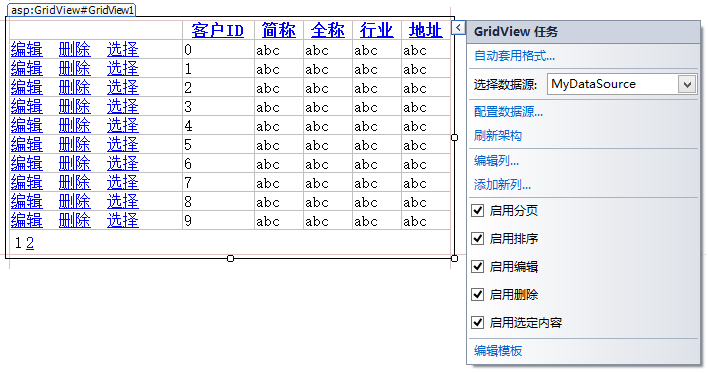 asp:GridView#GridView1
客户ID 简称 全称 行业 地址
编辑 删除 选择 0 abc abc abc abc
编辑 删除 选择 1 abc abc abc abc
编辑 删除 选择 2 abc abc abc abc
编辑 删除 选择 3 abc abc abc abc
编辑 删除 选择 4 abc abc abc abc
编辑 删除 选择 5 abc abc abc abc
编辑 删除 选择 6 abc abc abc abc
编辑 删除 选择 7 abc abc abc abc
编辑 删除 选择 8 abc abc abc abc
编辑 删除 选择 9 abc abc abc abc
1 2
GridView 任务
自动套用格式...
选择数据源: MyDataSource
配置数据源...
刷新架构
编辑列...
添加新列...
启用分页
启用排序
启用编辑
启用删除
启用选定内容
编辑模板